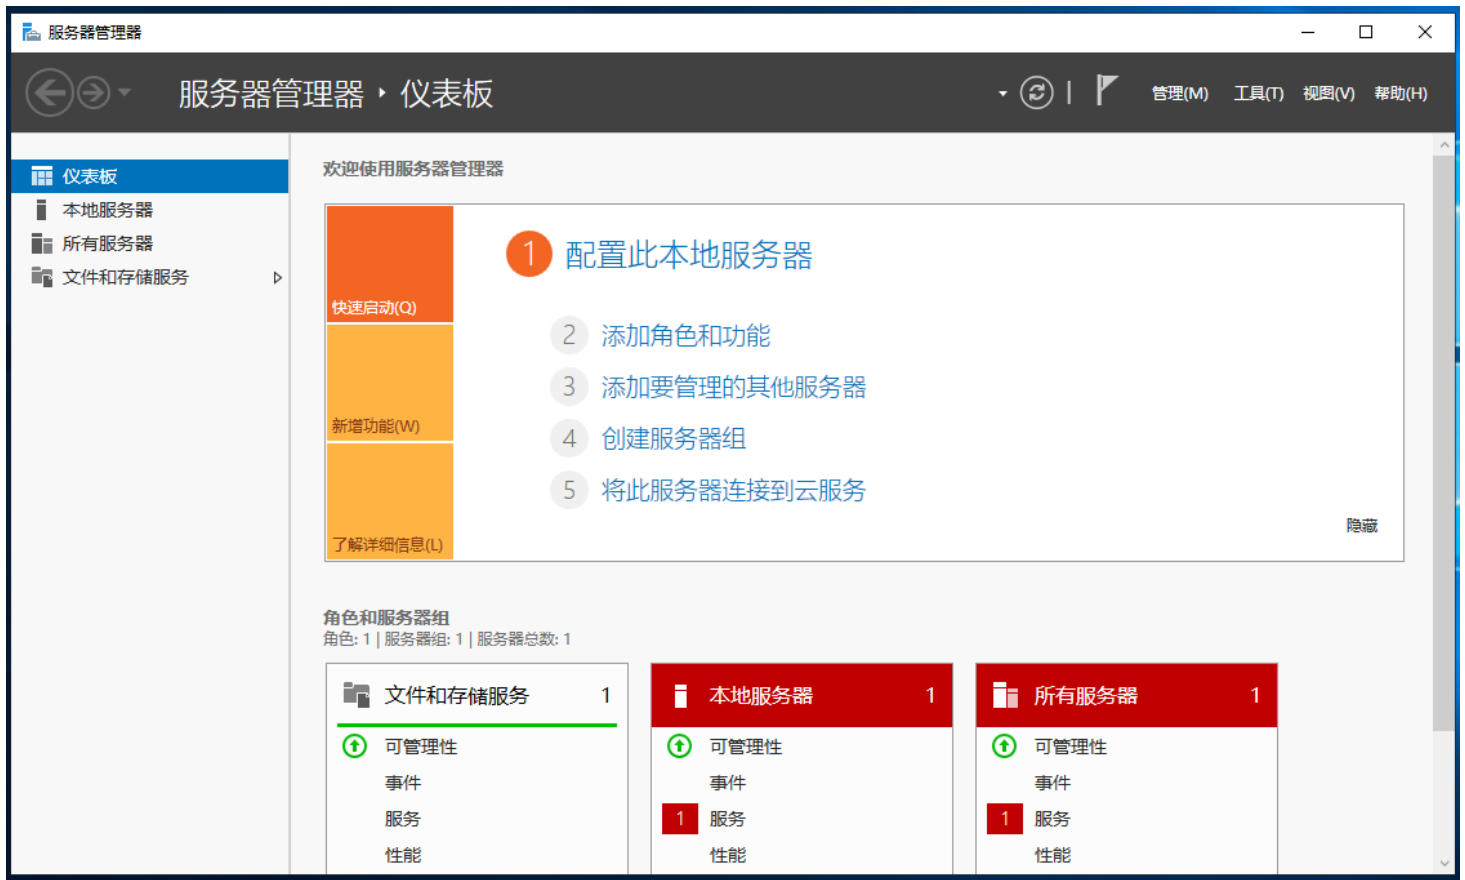 服务器管理器
服务器管理器 ‣ 仪表板
管理(M) 工具(T) 视图(V) 帮助(H)
仪表板
本地服务器
所有服务器
文件和存储服务
欢迎使用服务器管理器
快速启动(Q)
新增功能(W)
了解详细信息(L)
1 配置此本地服务器
2 添加角色和功能
3 添加要管理的其他服务器
4 创建服务器组
5 将此服务器连接到云服务
隐藏
角色和服务器组
角色: 1 | 服务器组: 1 | 服务器总数: 1
文件和存储服务 1
可管理性
事件
服务
性能
本地服务器 1
可管理性
事件
1 服务
性能
所有服务器 1
可管理性
事件
1 服务
性能